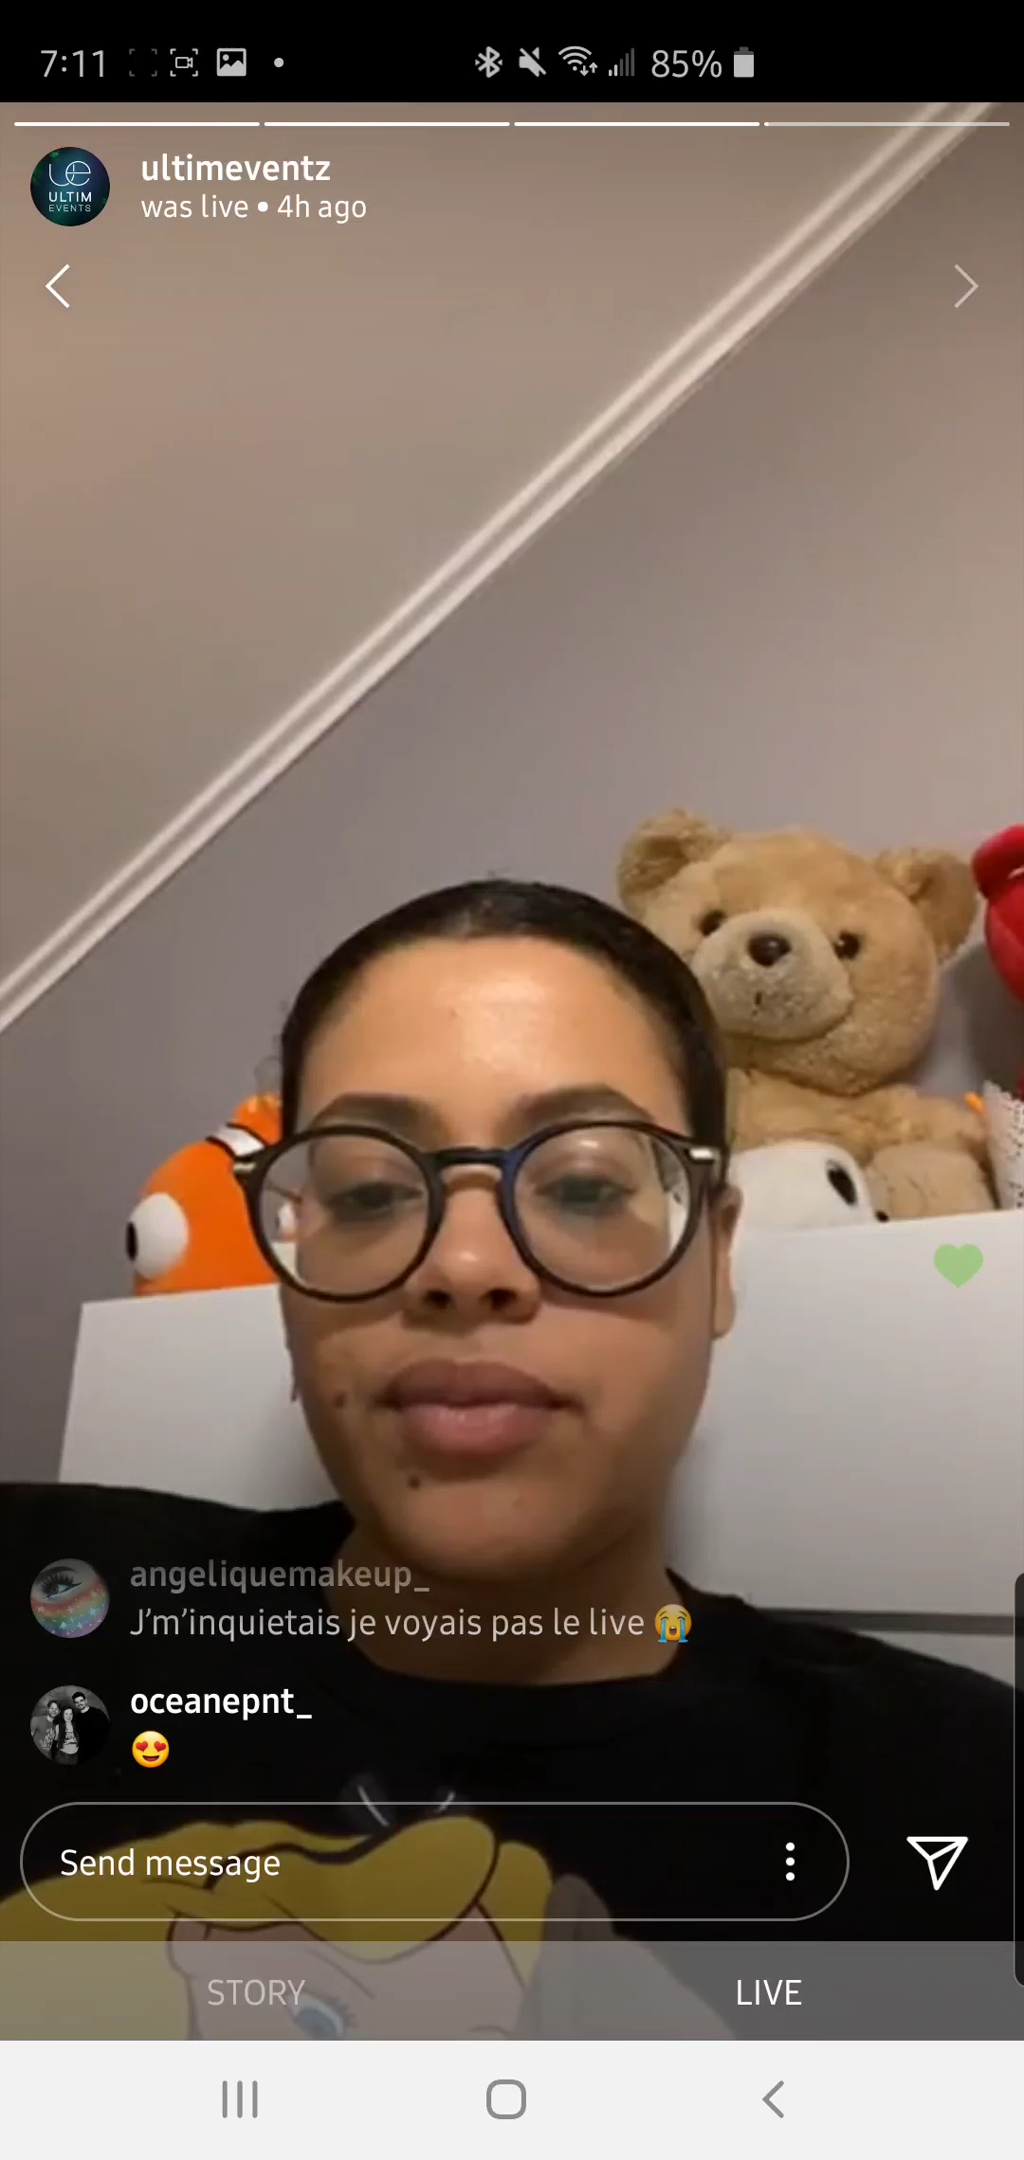 7:11
85%
ultimeventz
was live • 4h ago
ue
ULTIM
EVENTS
angeliquemakeup_
J’m’inquietais je voyais pas le live 😭
oceanepnt_
😍
Send message
STORY
LIVE